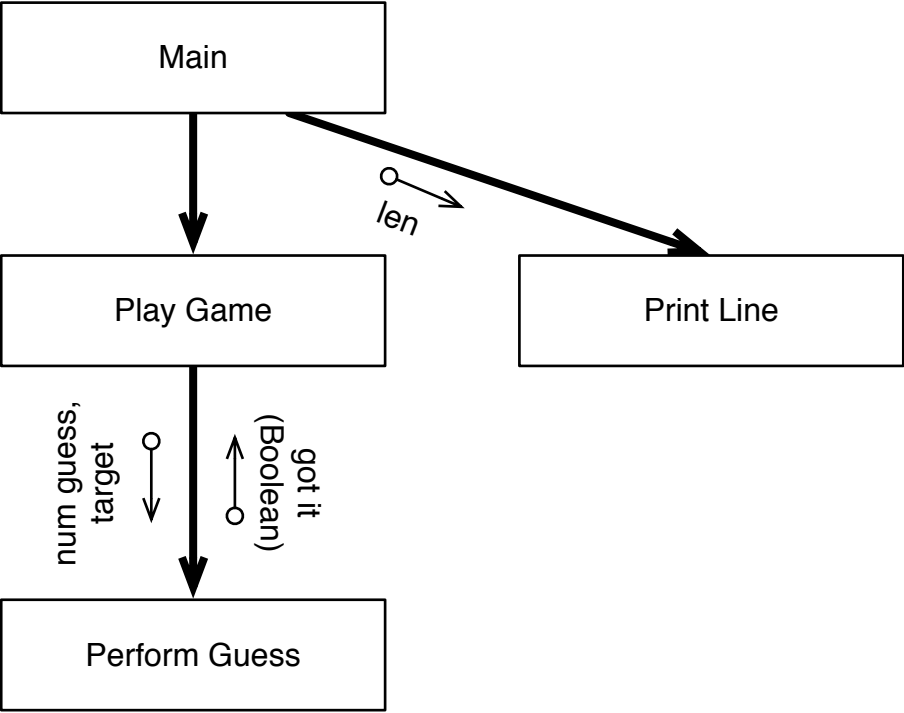 Main
len
Play Game
Print Line
num guess,
target
got it
(Boolean)
Perform Guess